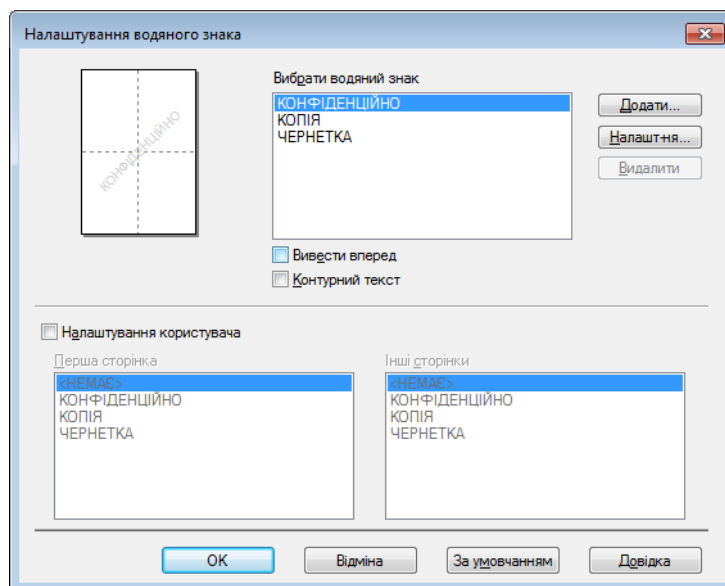 Налаштування водяного знака
КОНФІДЕНЦІЙНО
Вибрати водяний знак
КОНФІДЕНЦІЙНО
КОПІЯ
ЧЕРНЕТКА
Додати...
Налашт-ня...
Видалити
Вивести вперед
Контурний текст
Налаштування користувача
Перша сторінка
<НЕМАЄ>
КОНФІДЕНЦІЙНО
КОПІЯ
ЧЕРНЕТКА
Інші сторінки
<НЕМАЄ>
КОНФІДЕНЦІЙНО
КОПІЯ
ЧЕРНЕТКА
OK
Відміна
За умовчанням
Довідка